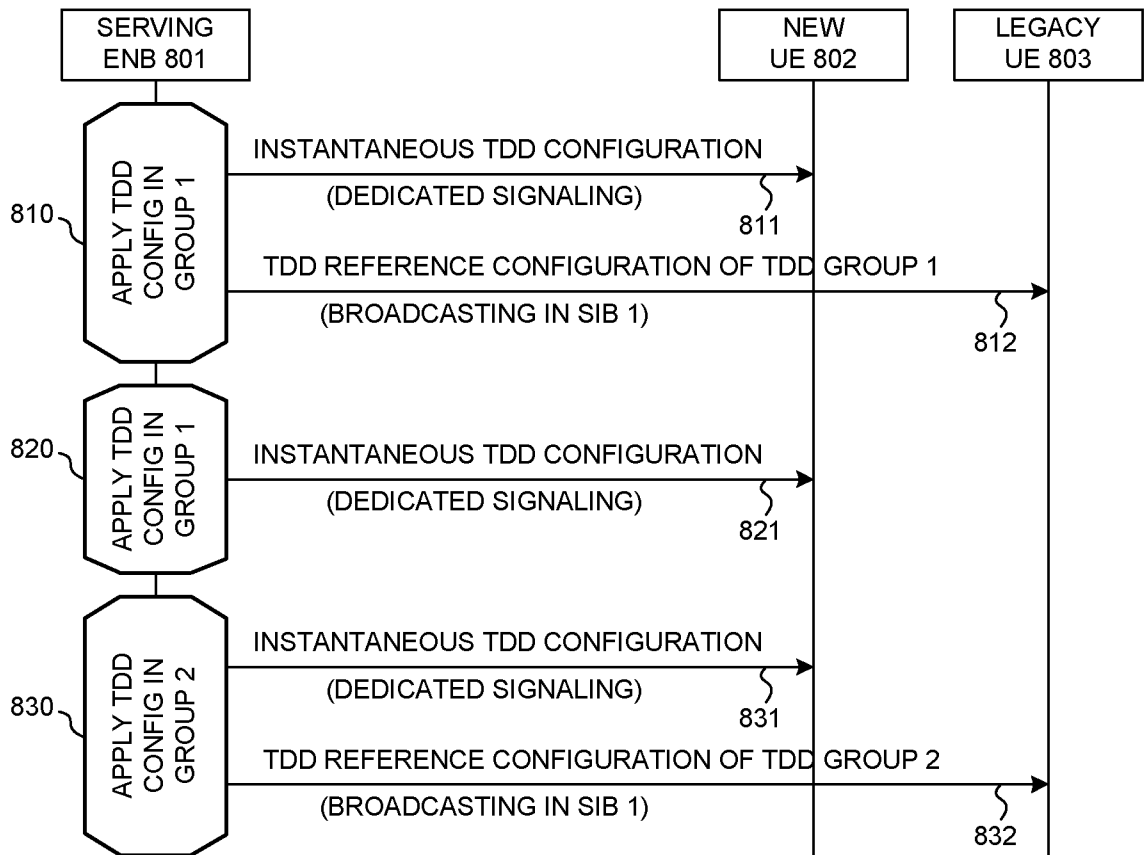 SERVING
ENB 801
NEW
UE 802
LEGACY
UE 803
810
APPLY TDD
CONFIG IN
GROUP 1
INSTANTANEOUS TDD CONFIGURATION
(DEDICATED SIGNALING)
811
TDD REFERENCE CONFIGURATION OF TDD GROUP 1
(BROADCASTING IN SIB 1)
812
820
APPLY TDD
CONFIG IN
GROUP 1
INSTANTANEOUS TDD CONFIGURATION
(DEDICATED SIGNALING)
821
830
APPLY TDD
CONFIG IN
GROUP 2
INSTANTANEOUS TDD CONFIGURATION
(DEDICATED SIGNALING)
831
TDD REFERENCE CONFIGURATION OF TDD GROUP 2
(BROADCASTING IN SIB 1)
832